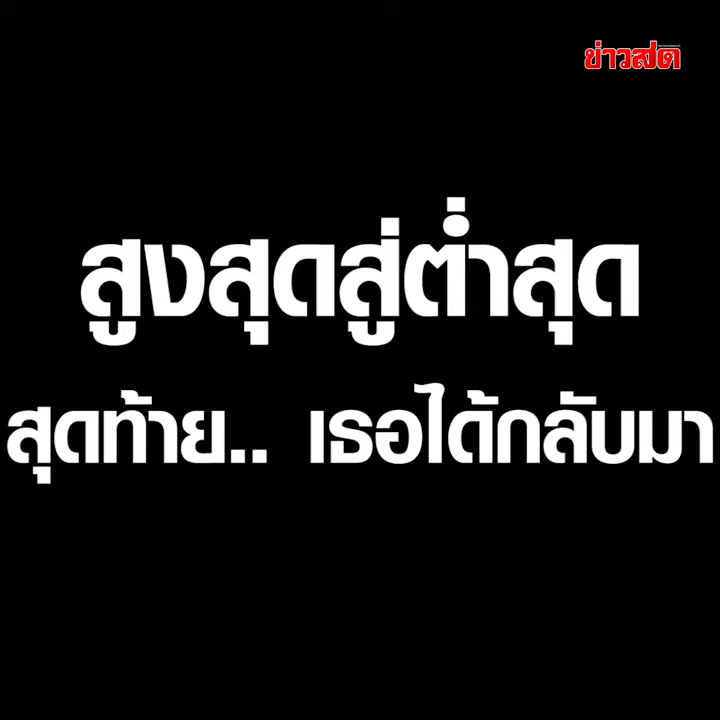 ข่าวสด
สูงสุดสู่ต่ำสุด
สุดท้าย.. เธอได้กลับมา